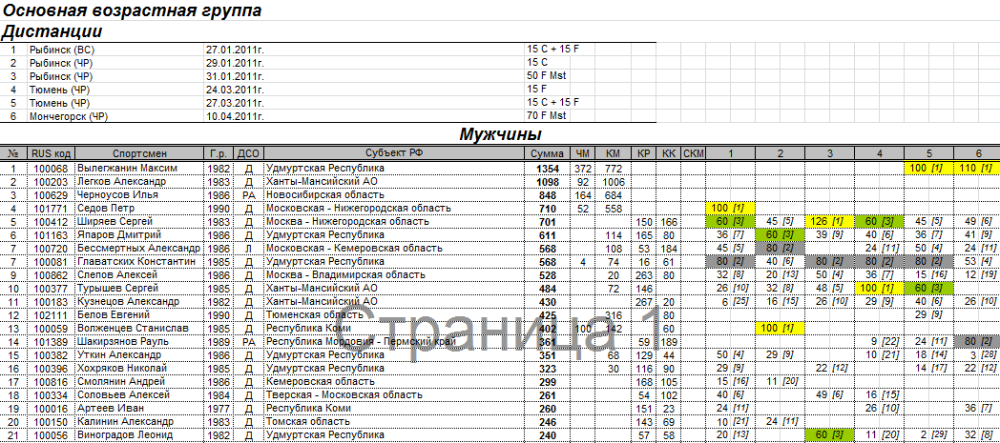 Основная возрастная группа
Дистанции
1 Рыбинск (ВС) 27.01.2011г. 15 C + 15 F
2 Рыбинск (ЧР) 29.01.2011г. 15 C
3 Рыбинск (ЧР) 31.01.2011г. 50 F Mst
4 Тюмень (ЧР) 24.03.2011г. 15 F
5 Тюмень (ЧР) 27.03.2011г. 15 C + 15 F
6 Мончегорск (ЧР) 10.04.2011г. 70 F Mst
Мужчины
№ RUS код Спортсмен Г.р. ДСО Субъект РФ Сумма ЧМ КМ КР КК СКМ 1 2 3 4 5 6
1 100068 Вылегжанин Максим 1982 Д Удмуртская Республика 1354 372 772 100 [1] 110 [1]
2 100203 Легков Александр 1983 Д Ханты-Мансийский АО 1098 92 1006
3 100629 Черноусов Илья 1986 РА Новосибирская область 848 164 684
4 101771 Седов Петр 1990 Д Московская - Нижегородская область 710 52 558 100 [1]
5 100412 Ширяев Сергей 1983 Д Москва - Нижегородская область 701 150 166 60 [3] 45 [5] 126 [1] 60 [3] 45 [5] 49 [6]
6 101163 Япаров Дмитрий 1986 Д Удмуртская Республика 611 114 165 80 36 [7] 60 [3] 39 [9] 40 [6] 36 [7] 41 [9]
7 100720 Бессмертных Александр 1986 Л Московская - Кемеровская область 568 108 53 184 45 [5] 80 [2] 24 [11] 50 [4] 24 [11]
7 100081 Главатских Константин 1985 Д Удмуртская Республика 568 4 74 16 61 80 [2] 40 [6] 80 [2] 80 [2] 80 [2] 53 [4]
9 100862 Слепов Алексей 1986 Д Москва - Владимирская область 528 20 263 80 32 [8] 20 [13] 50 [4] 36 [7] 15 [16] 12 [19]
10 100377 Турышев Сергей 1985 Д Ханты-Мансийский АО 484 72 146 26 [10] 32 [8] 48 [5] 100 [1] 60 [3]
11 100183 Кузнецов Александр 1982 Д Ханты-Мансийский АО 430 267 20 6 [25] 16 [15] 26 [10] 29 [9] 40 [6] 26 [10]
12 102111 Белов Евгений 1990 Д Тюменская область 425 316 80 29 [9]
13 100059 Волженцев Станислав 1985 Д Республика Коми 402 100 142 60 100 [1]
14 101389 Шакирзянов Рауль 1989 РА Республика Мордовия - Пермский край 361 59 189 9 [22] 24 [11] 80 [2]
15 100382 Уткин Александр 1986 Д Удмуртская Республика 351 68 129 44 50 [4] 29 [9] 10 [21] 18 [14] 3 [28]
16 100396 Хохряков Николай 1985 Д Удмуртская Республика 323 30 116 90 29 [9] 22 [12] 14 [17] 22 [12]
17 100816 Смолянин Андрей 1986 Д Кемеровская область 299 168 105 15 [16] 11 [20]
18 100334 Соловьев Алексей 1984 Д Тверская - Московская область 261 54 102 40 [6] 49 [6] 16 [15]
19 100016 Артеев Иван 1977 Д Республика Коми 260 151 23 24 [11] 26 [10] 36 [7]
20 100150 Калинин Александр 1983 Д Томская область 246 143 69 10 [21] 24 [11]
21 100056 Виноградов Леонид 1982 Д Удмуртская Республика 240 57 58 20 [13] 60 [3] 11 [20] 2 [29] 32 [8]
Страница 1